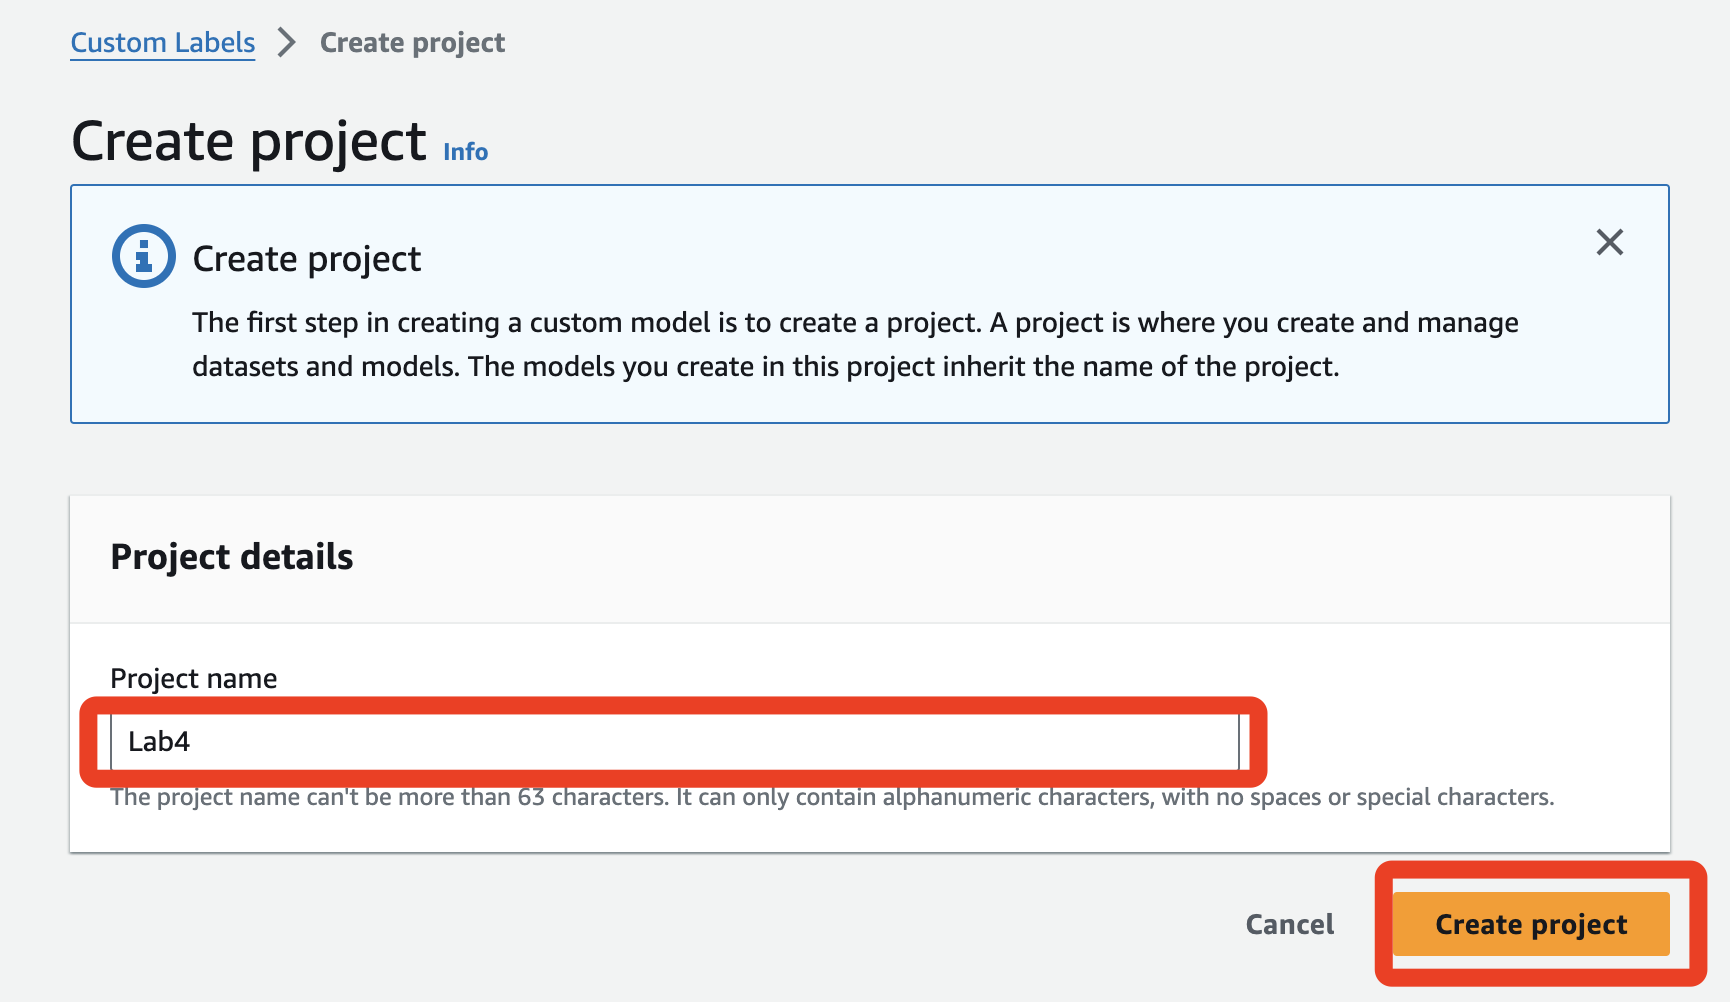 Custom Labels > Create project
Create project Info
Create project
The first step in creating a custom model is to create a project. A project is where you create and manage
datasets and models. The models you create in this project inherit the name of the project.
Project details
Project name
Lab4
The project name can't be more than 63 characters. It can only contain alphanumeric characters, with no spaces or special characters.
Cancel Create project